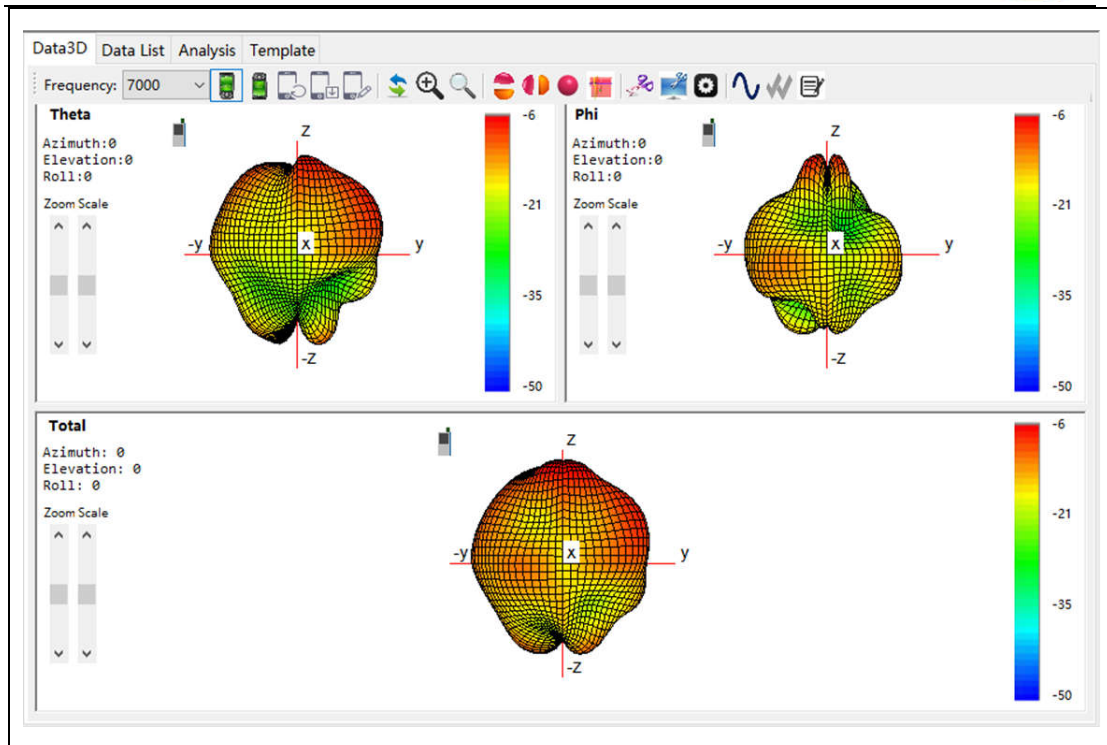 Data3D Data List Analysis Template
Frequency: 7000
Theta
Azimuth:0
Elevation:0
Roll:0
Zoom Scale
Z
-y
x
y
-Z
-6
-21
-35
-50
Phi
Azimuth:0
Elevation:0
Roll:0
Zoom Scale
Z
-y
x
y
-Z
-6
-21
-35
-50
Total
Azimuth: 0
Elevation: 0
Roll: 0
Zoom Scale
Z
-y
x
y
-Z
-6
-21
-35
-50